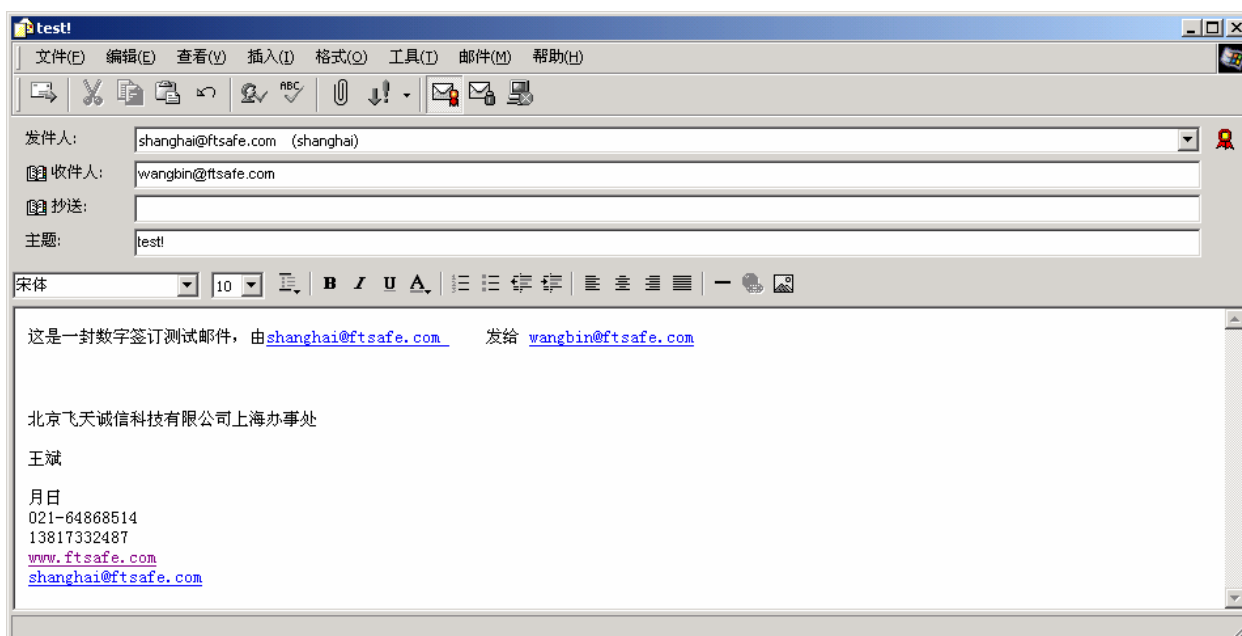 test!
文件(F) 编辑(E) 查看(V) 插入(I) 格式(O) 工具(T) 邮件(M) 帮助(H)
ABC
发件人: shanghai@ftsafe.com (shanghai)
收件人: wangbin@ftsafe.com
抄送:
主题: test!
宋体 10 B I U A
这是一封数字签订测试邮件，由shanghai@ftsafe.com 发给 wangbin@ftsafe.com
北京飞天诚信科技有限公司上海办事处
王斌
月日
021-64868514
13817332487
www.ftsafe.com
shanghai@ftsafe.com